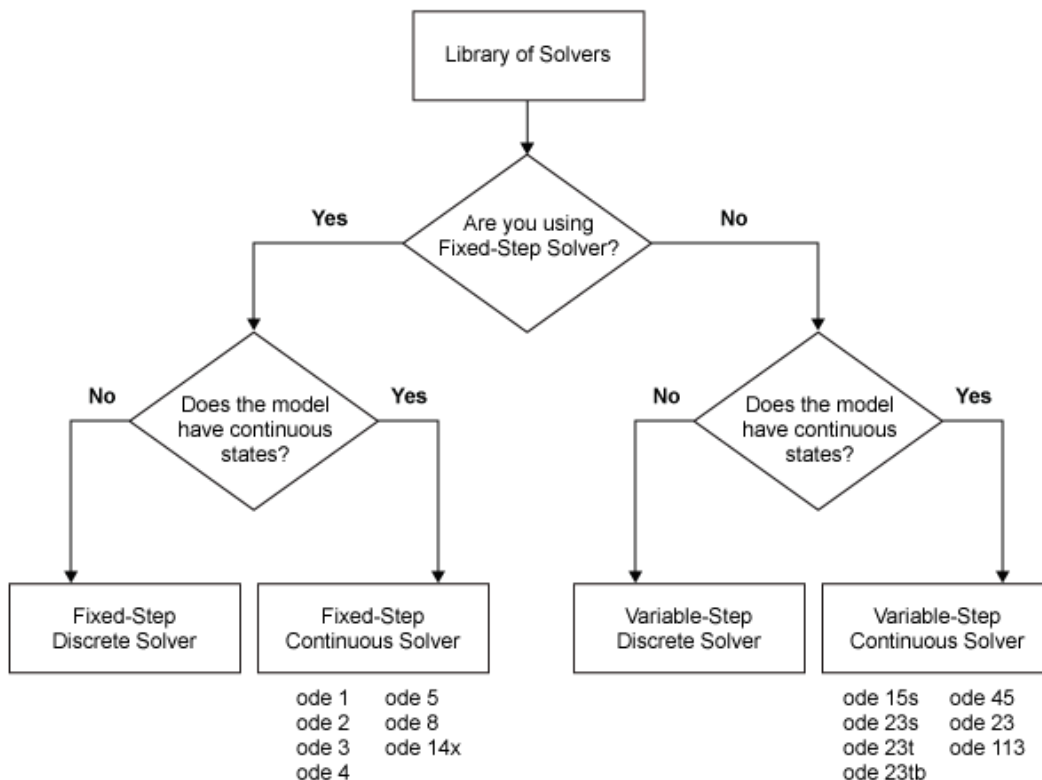 Library of Solvers
Are you using
Fixed-Step Solver?
Yes
No
Does the model
have continuous
states?
No
Yes
Does the model
have continuous
states?
No
Yes
Fixed-Step
Discrete Solver
Fixed-Step
Continuous Solver
Variable-Step
Discrete Solver
Variable-Step
Continuous Solver
ode 1 ode 5
ode 2 ode 8
ode 3 ode 14x
ode 4
ode 15s ode 45
ode 23s ode 23
ode 23t ode 113
ode 23tb